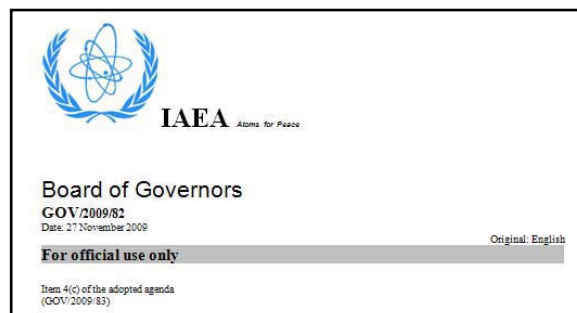 IAEA Atoms for Peace
Board of Governors
GOV/2009/82
Date: 27 November 2009
Original: English
For official use only
Item 4(c) of the adopted agenda
(GOV/2009/83)